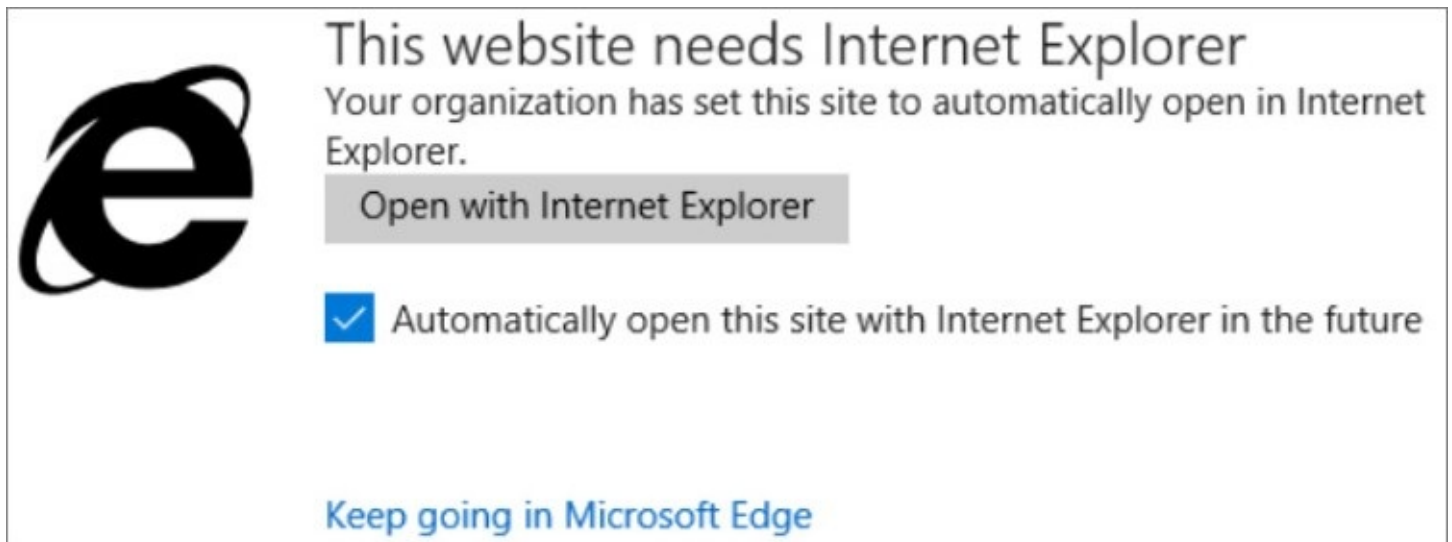 This website needs Internet Explorer
Your organization has set this site to automatically open in Internet
Explorer.
Open with Internet Explorer
Automatically open this site with Internet Explorer in the future
Keep going in Microsoft Edge